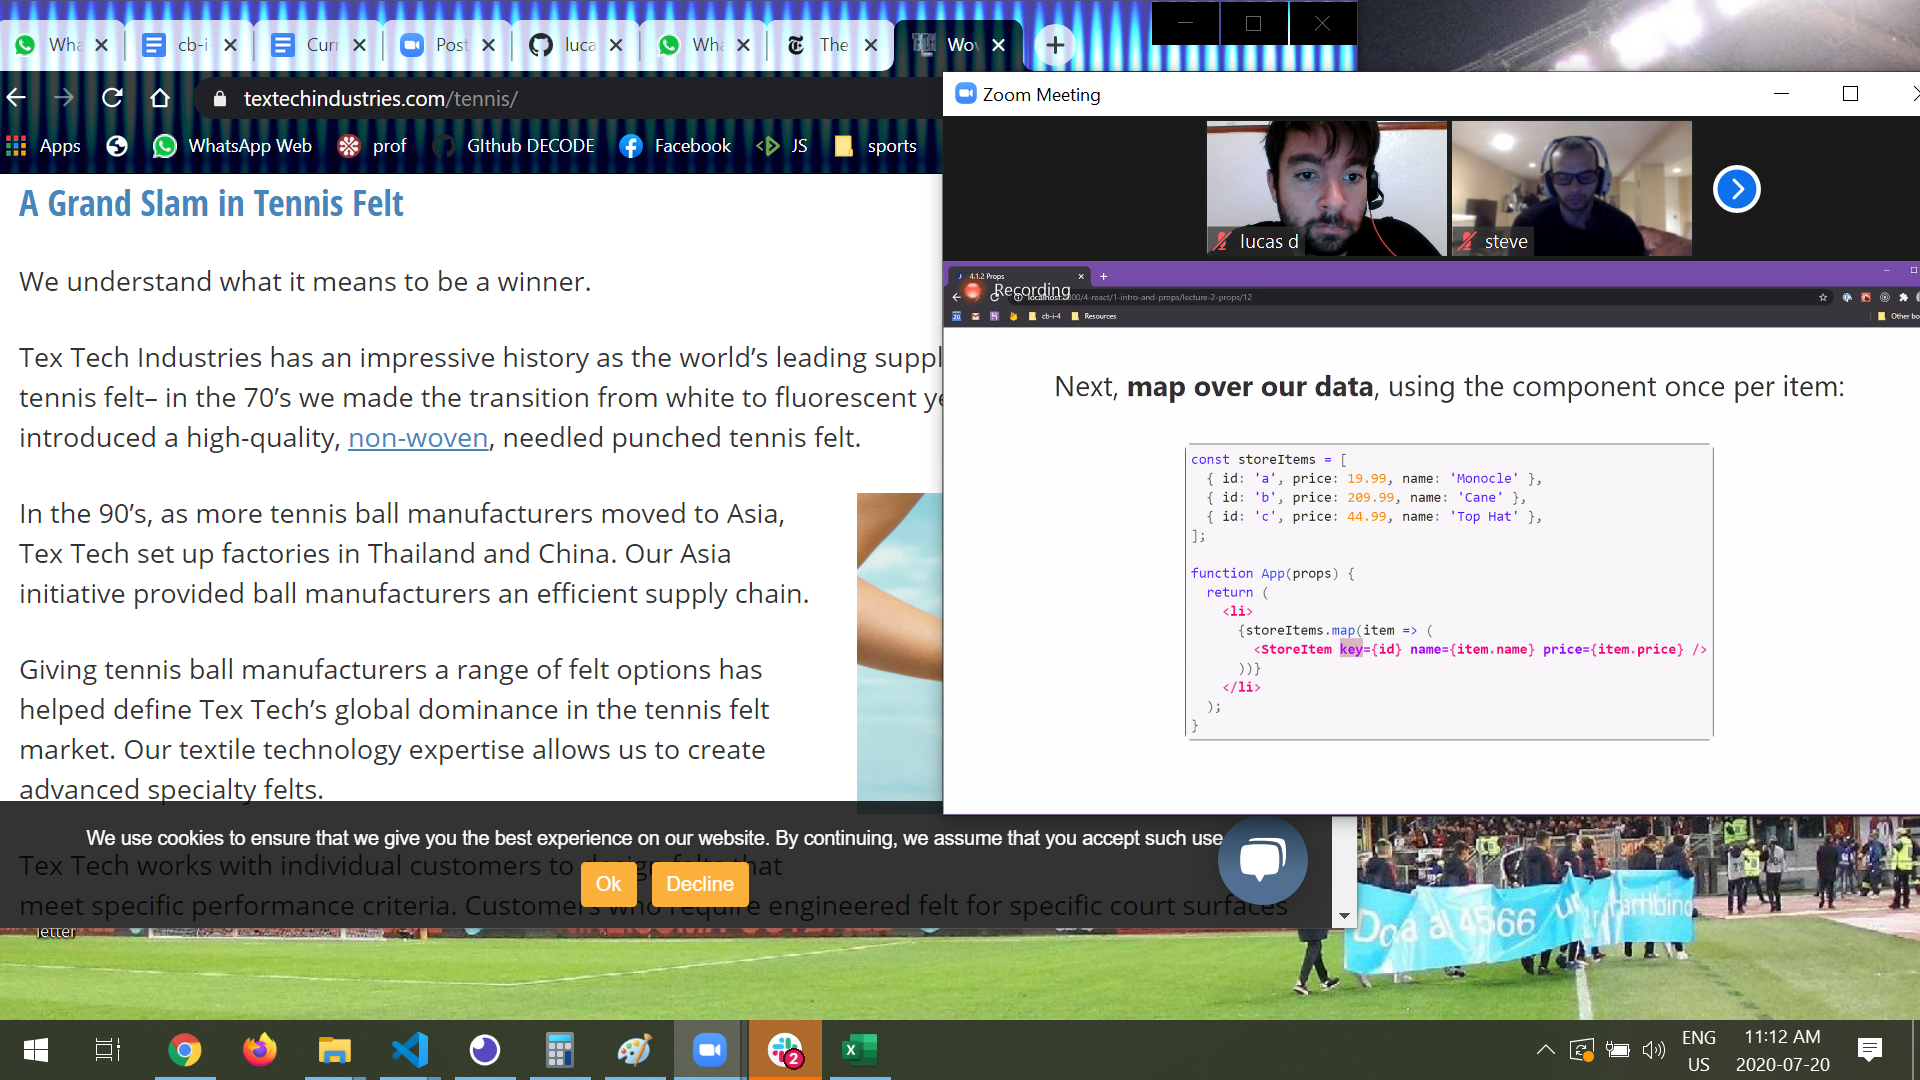 Wha
cb-i
Curr
Post
luca
Wha
The
Wov
textechindustries.com/tennis/
Apps
WhatsApp Web
prof
GIthub DECODE
Facebook
JS
sports
A Grand Slam in Tennis Felt
We understand what it means to be a winner.
Tex Tech Industries has an impressive history as the world's leading suppl
tennis felt– in the 70's we made the transition from white to fluorescent ye
introduced a high-quality, non-woven, needled punched tennis felt.
In the 90's, as more tennis ball manufacturers moved to Asia,
Tex Tech set up factories in Thailand and China. Our Asia
initiative provided ball manufacturers an efficient supply chain.
Giving tennis ball manufacturers a range of felt options has
helped define Tex Tech's global dominance in the tennis felt
market. Our textile technology expertise allows us to create
advanced specialty felts.
We use cookies to ensure that we give you the best experience on our website. By continuing, we assume that you accept such use
Tex Tech works with individual customers to design felts that
Ok
Decline
meet specific performance criteria. Customers who require engineered felt for specific court surfaces
letter
Zoom Meeting
lucas d
steve
4.1.2 Props
Recording
/4-react/1-intro-and-props/lecture-2-props/12
cb-i-4
Resources
Other bo
Next, map over our data, using the component once per item:
const storeItems = [
{ id: 'a', price: 19.99, name: 'Monocle' },
{ id: 'b', price: 209.99, name: 'Cane' },
{ id: 'c', price: 44.99, name: 'Top Hat' },
];
function App(props) {
return (
<li>
{storeItems.map(item => (
<StoreItem key={id} name={item.name} price={item.price} />
))}
</li>
);
}
Doa al 4566
bambino
2
ENG
US
11:12 AM
2020-07-20